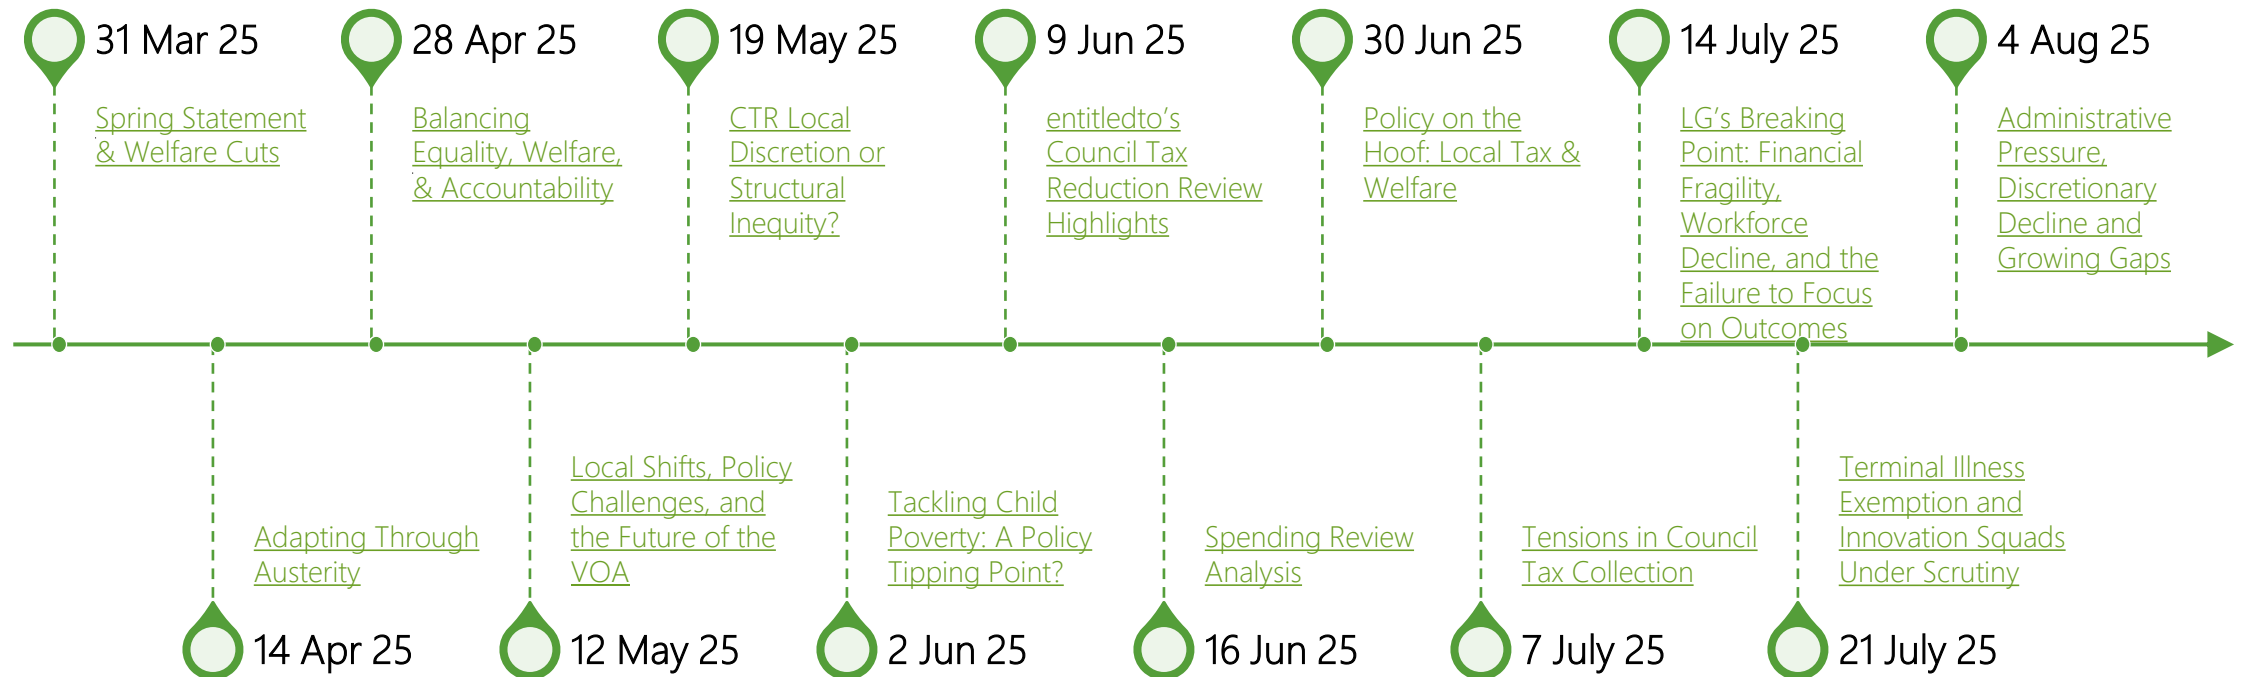 31 Mar 25
Spring Statement
& Welfare Cuts
28 Apr 25
Balancing
Equality, Welfare,
& Accountability
19 May 25
CTR Local
Discretion or
Structural
Inequity?
9 Jun 25
entitledto’s
Council Tax
Reduction Review
Highlights
30 Jun 25
Policy on the
Hoof: Local Tax &
Welfare
14 July 25
LG’s Breaking
Point: Financial
Fragility,
Workforce
Decline, and the
Failure to Focus
on Outcomes
4 Aug 25
Administrative
Pressure,
Discretionary
Decline and
Growing Gaps
Adapting Through
Austerity
14 Apr 25
Local Shifts, Policy
Challenges, and
the Future of the
VOA
12 May 25
Tackling Child
Poverty: A Policy
Tipping Point?
2 Jun 25
Spending Review
Analysis
16 Jun 25
Tensions in Council
Tax Collection
7 July 25
Terminal Illness
Exemption and
Innovation Squads
Under Scrutiny
21 July 25